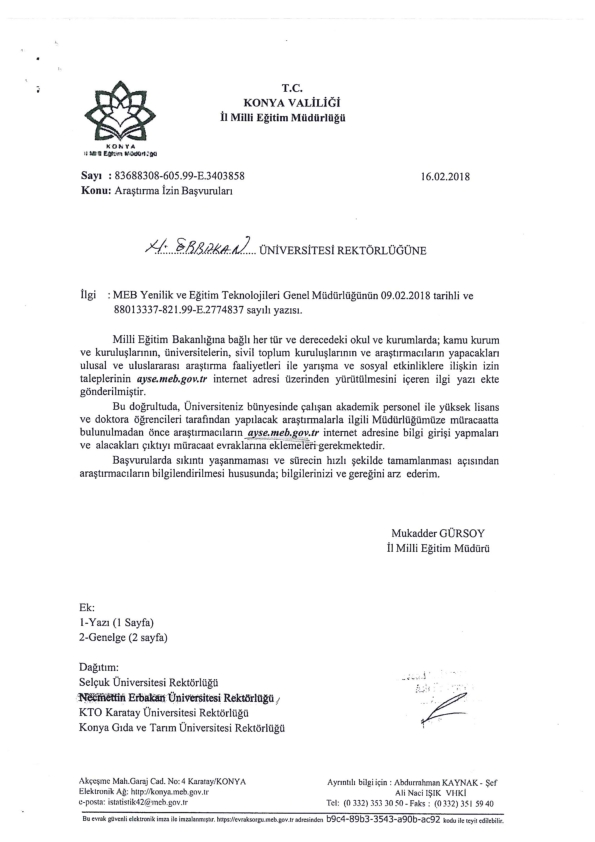 T.C.
KONYA VALİLİĞİ
İl Milli Eğitim Müdürlüğü
KONYA
İl Milli Eğitim Müdürlüğü
Sayı : 83688308-605.99-E.3403858
16.02.2018
Konu: Araştırma İzin Başvuruları
ERBAKAN ÜNİVERSİTESİ REKTÖRLÜĞÜNE
İlgi : MEB Yenilik ve Eğitim Teknolojileri Genel Müdürlüğünün 09.02.2018 tarihli ve
88013337-821.99-E.2774837 sayılı yazısı.
Milli Eğitim Bakanlığına bağlı her tür ve derecedeki okul ve kurumlarda; kamu kurum
ve kuruluşlarının, üniversitelerin, sivil toplum kuruluşlarının ve araştırmacıların yapacakları
ulusal ve uluslararası araştırma faaliyetleri ile yarışma ve sosyal etkinliklere ilişkin izin
taleplerinin ayse.meb.gov.tr internet adresi üzerinden yürütülmesini içeren ilgi yazı ekte
gönderilmiştir.
Bu doğrultuda, Üniversiteniz bünyesinde çalışan akademik personel ile yüksek lisans
ve doktora öğrencileri tarafından yapılacak araştırmalarla ilgili Müdürlüğümüze müracaatta
bulunulmadan önce araştırmacıların ayse.meb.gov.tr internet adresine bilgi girişi yapmaları
ve alacakları çıktıyı müracaat evraklarına eklemeleri gerekmektedir.
Başvurularda sıkıntı yaşanmaması ve sürecin hızlı şekilde tamamlanması açısından
araştırmacıların bilgilendirilmesi hususunda; bilgilerinizi ve gereğini arz ederim.
Mukadder GÜRSOY
İl Milli Eğitim Müdürü
Ek:
1-Yazı (1 Sayfa)
2-Genelge (2 sayfa)
Dağıtım:
Selçuk Üniversitesi Rektörlüğü
Necmettin Erbakan Üniversitesi Rektörlüğü
KTO Karatay Üniversitesi Rektörlüğü
Konya Gıda ve Tarım Üniversitesi Rektörlüğü
Akçeşme Mah.Garaj Cad. No: 4 Karatay/KONYA
Elektronik Ağ: http://konya.meb.gov.tr
e-posta: istatistik42@meb.gov.tr
Ayrıntılı bilgi için : Abdurrahman KAYNAK - Şef
Ali Naci IŞIK VHKİ
Tel: (0 332) 353 30 50 - Faks : (0 332) 351 59 40
Bu evrak güvenli elektronik imza ile imzalanmıştır. https://evraksorgu.meb.gov.tr adresinden b9c4-89b3-3543-a90b-ac92 kodu ile teyit edilebilir.